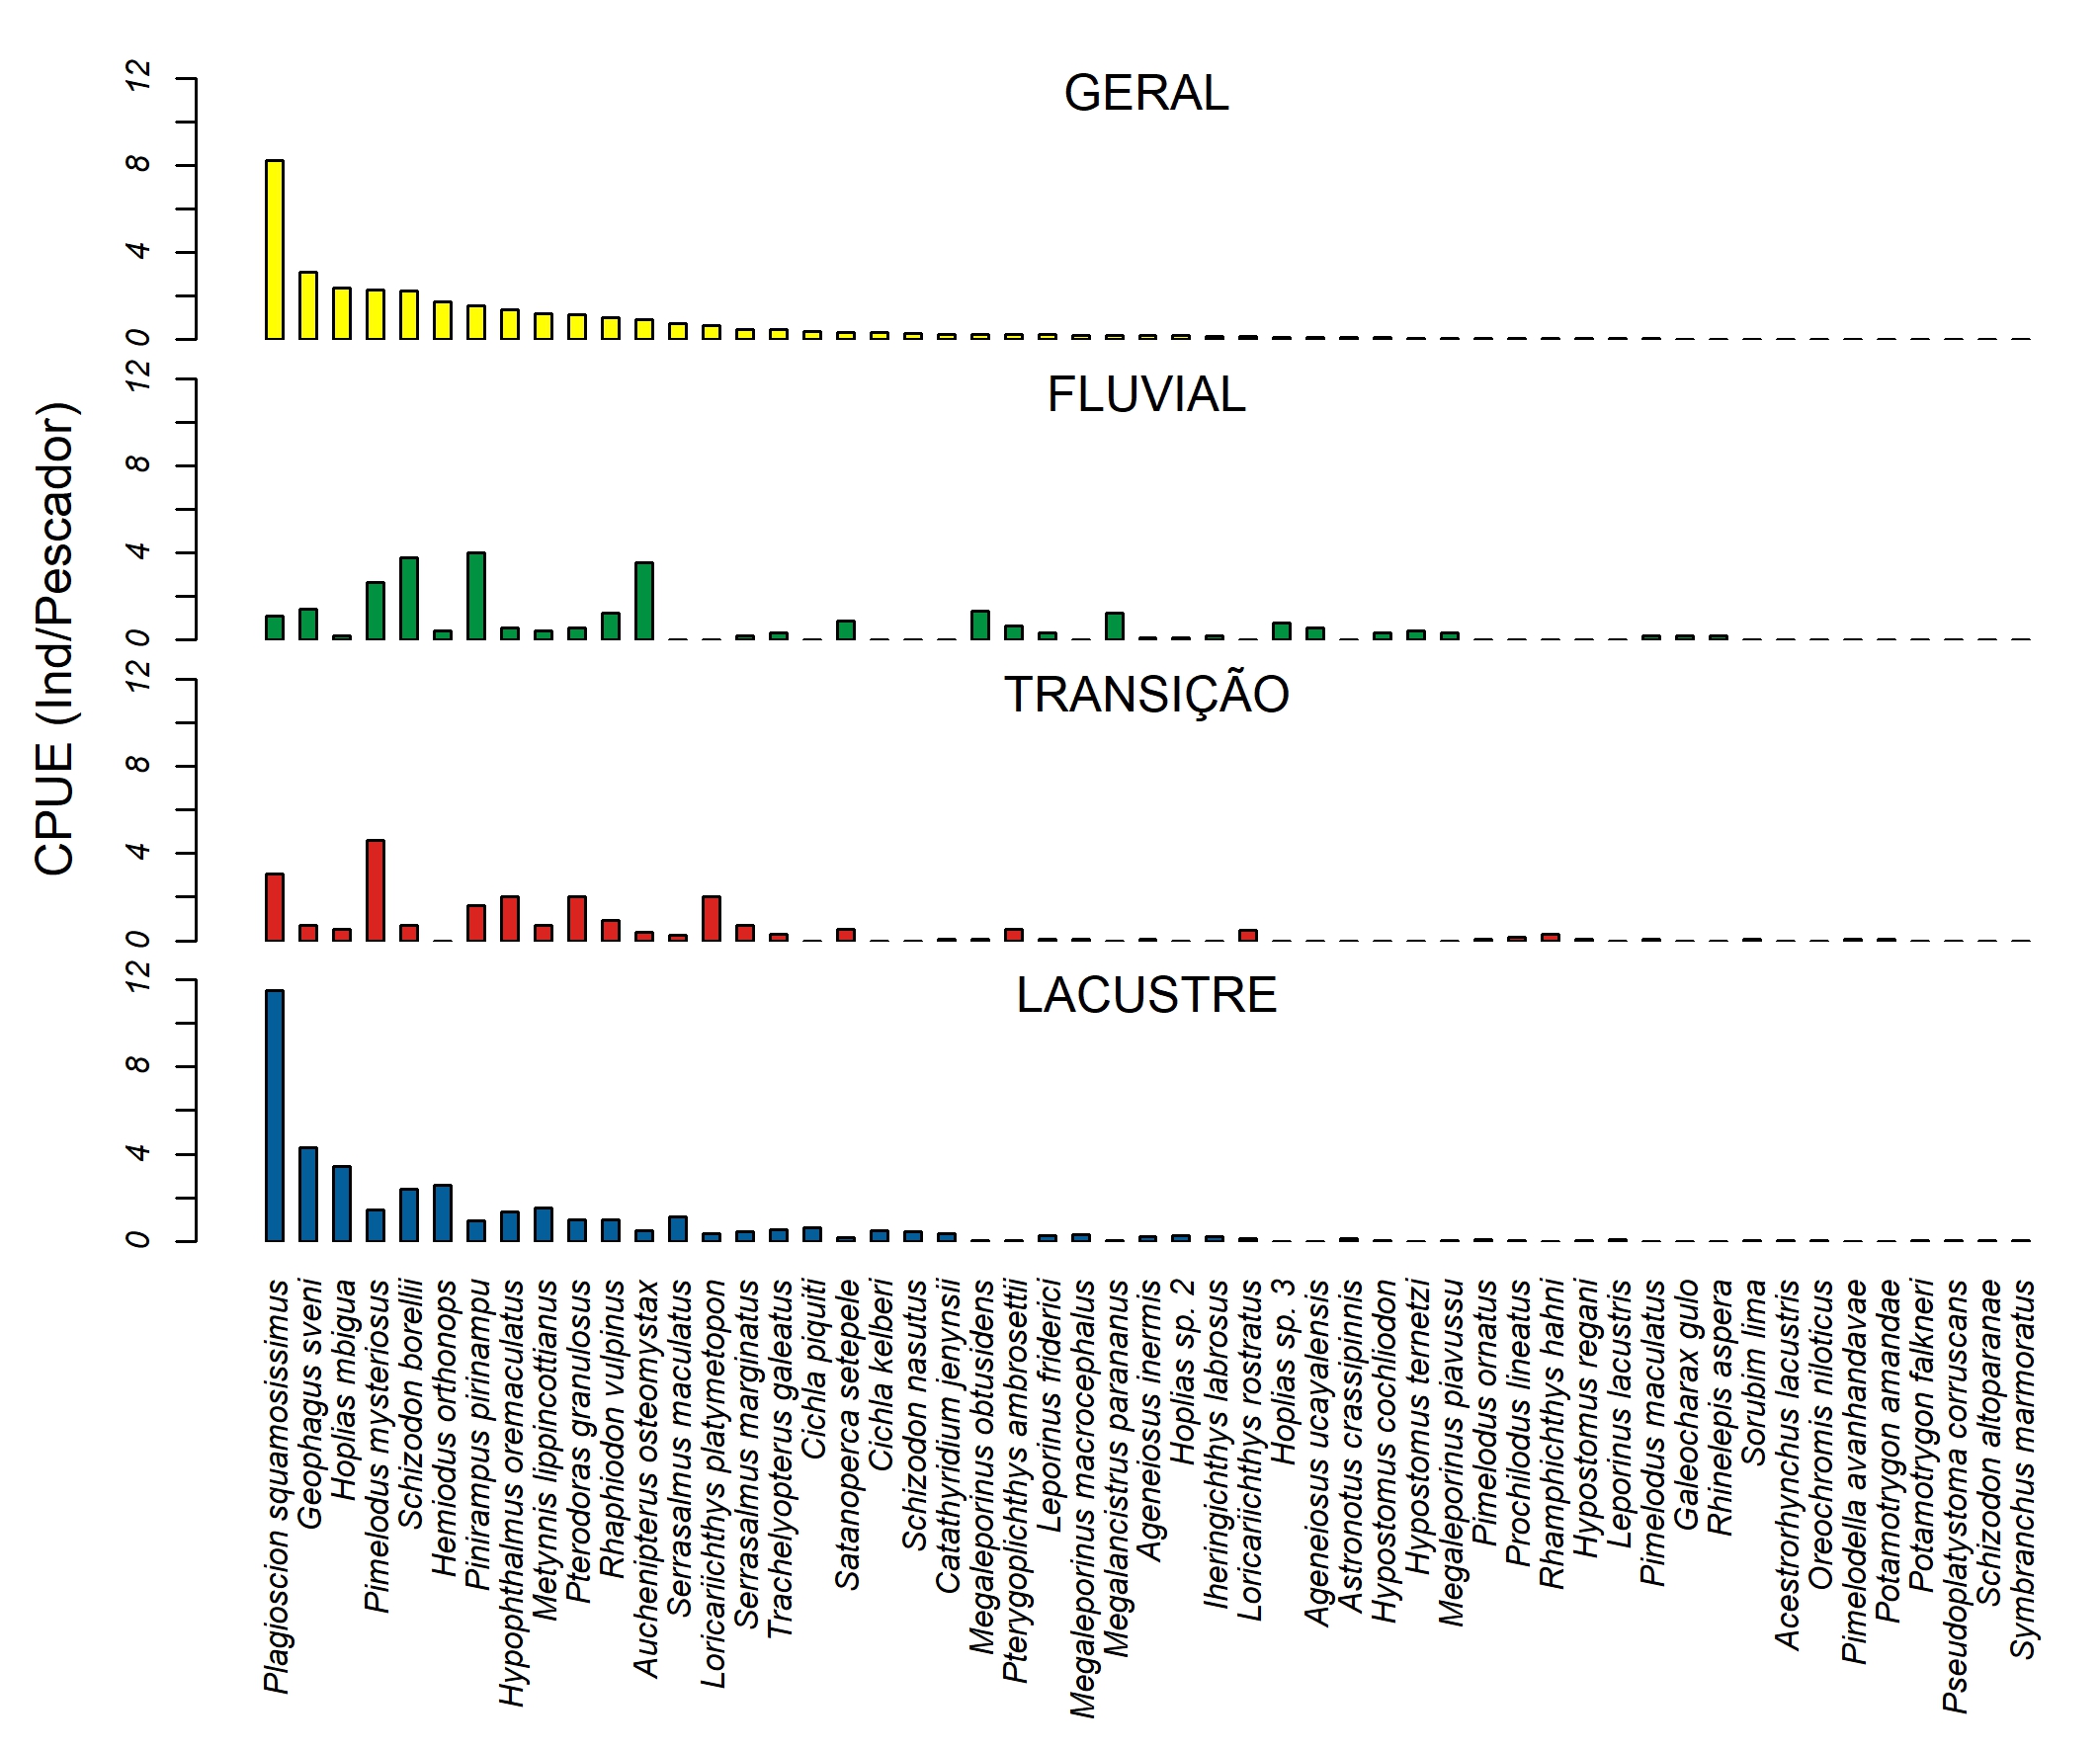 GERAL
12
8
4
0
FLUVIAL
12
8
4
0
TRANSIÇÃO
12
8
4
0
LACUSTRE
12
8
4
0
CPUE (Ind/Pescador)
Plagioscion squamosissimus
Geophagus sveni
Hoplias mbigua
Pimelodus mysteriosus
Schizodon borellii
Hemiodus orthonops
Pinirampus pirinampu
Hypophthalmus oremaculatus
Metynnis lippincottianus
Pterodoras granulosus
Rhaphiodon vulpinus
Auchenipterus osteomystax
Serrasalmus maculatus
Loricariichthys platymetopon
Serrasalmus marginatus
Trachelyopterus galeatus
Cichla piquiti
Satanoperca setepele
Cichla kelberi
Schizodon nasutus
Catathyridium jenynsii
Megaleporinus obtusidens
Pterygoplichthys ambrosettii
Leporinus friderici
Megaleporinus macrocephalus
Megalancistrus parananus
Ageneiosus inermis
Hoplias sp. 2
Iheringichthys labrosus
Loricariichthys rostratus
Hoplias sp. 3
Ageneiosus ucayalensis
Astronotus crassipinnis
Hypostomus cochliodon
Hypostomus ternetzi
Megaleporinus piavussu
Pimelodus ornatus
Prochilodus lineatus
Rhamphichthys hahni
Hypostomus regani
Leporinus lacustris
Pimelodus maculatus
Galeocharax gulo
Rhinelepis aspera
Sorubim lima
Acestrorhynchus lacustris
Oreochromis niloticus
Pimelodella avanhandavae
Potamotrygon amandae
Potamotrygon falkneri
Pseudoplatystoma corruscans
Schizodon altoparanae
Symbranchus marmoratus